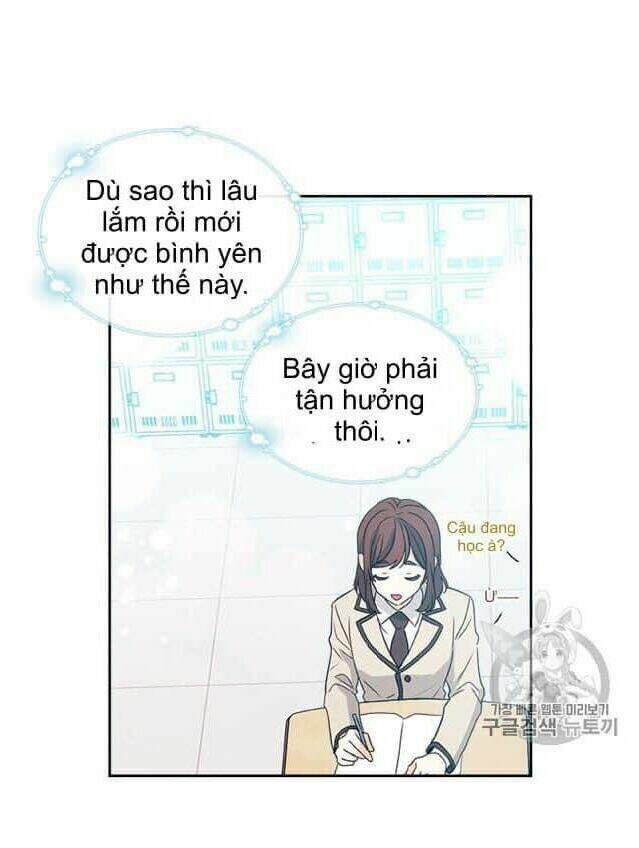 Dù sao thì lâu
lắm rồi mới
được bình yên
như thế này.
Bây giờ phải
tận hưởng
thôi. ...
Cậu đang
học à?
Ừ—
가장 빠른 웹툰 미리보기
구글검색 뉴토끼